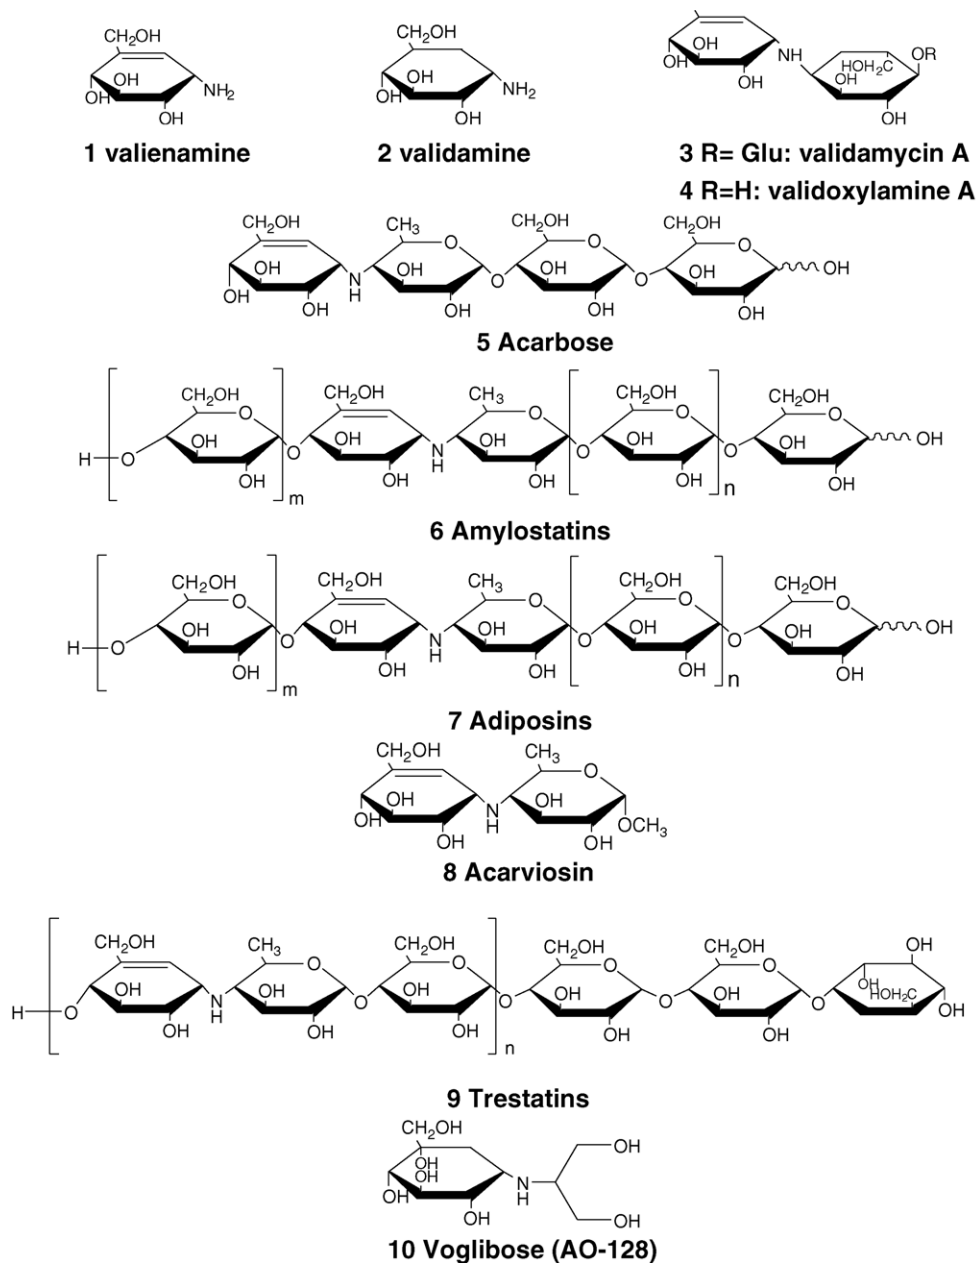 CH₂OH
OH
OH
NH₂
OH
1 valienamine
CH₂OH
OH
OH
NH₂
OH
2 validamine
OH
OH
OH
NH
HOH₂C
OH
OR
OH
3 R= Glu: validamycin A
4 R=H: validoxylamine A
CH₂OH CH₃ CH₂OH CH₂OH
O O O
OH OH OH OH OH
OH OH N O OH O OH OH
H
5 Acarbose
CH₂OH CH₂OH CH₃ CH₂OH CH₂OH
O O O O
H O OH O OH OH O OH O OH OH
OH OH N OH OH OH
H
m n
6 Amylostatins
CH₂OH CH₂OH CH₃ CH₂OH CH₂OH
O O O O
H O OH O OH OH O OH O OH OH
OH OH N OH OH OH
H
m n
7 Adiposins
CH₂OH CH₃
O
OH OH
OH N OCH₃
OH H OH
8 Acarviosin
CH₂OH CH₃ CH₂OH CH₂OH CH₂OH OH
O O O O OH
H O OH NH OH O OH O OH O OH O HOH₂C OH
OH OH OH OH OH
n
9 Trestatins
CH₂OH
OH
OH
OH
OH
N
H
OH
OH
10 Voglibose (AO-128)